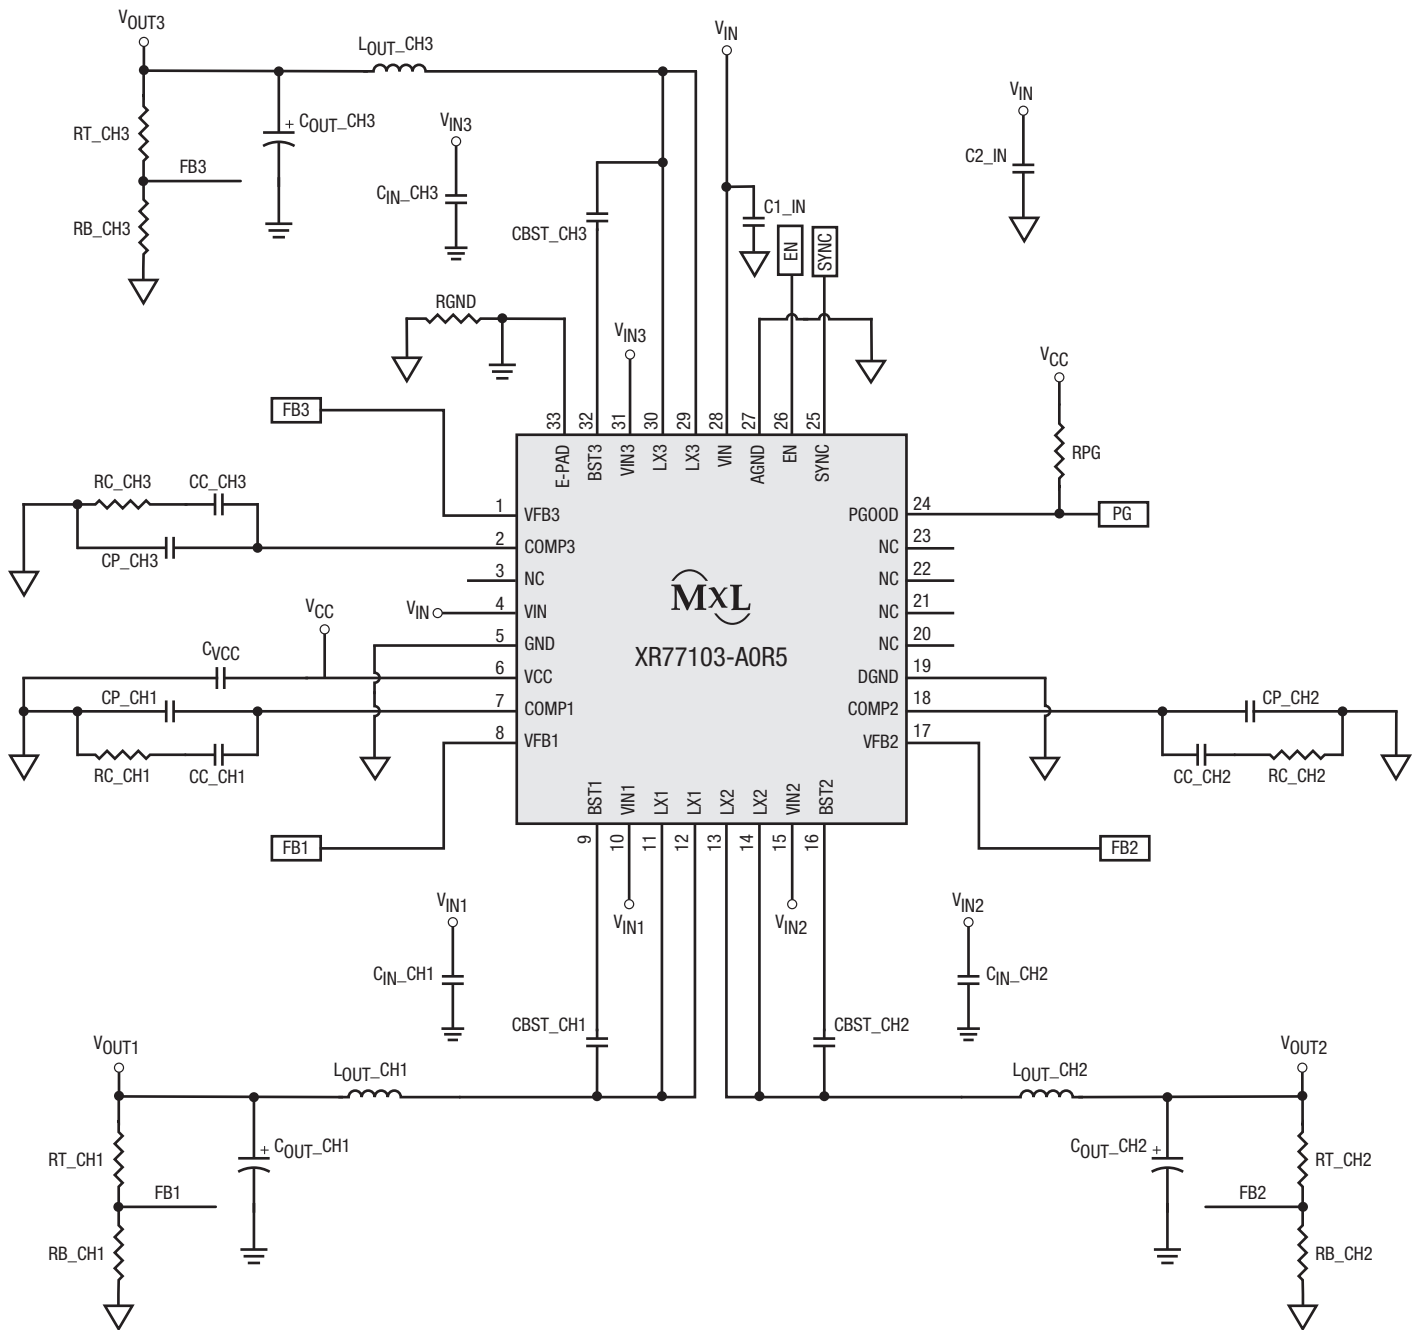 VOUT3
LOUT_CH3
VIN
RT_CH3
+ COUT_CH3
VIN3
VIN
FB3
C2_IN
CIN_CH3
RB_CH3
CBST_CH3
C1_IN
EN
SYNC
RGND
VIN3
VCC
FB3
33
32
31
30
29
28
27
26
25
E-PAD
BST3
VIN3
LX3
LX3
VIN
AGND
EN
SYNC
RPG
RC_CH3
CC_CH3
1 VFB3
PGOOD 24
PG
2 COMP3
NC 23
CP_CH3
3 NC
NC 22
MxL
VIN
4 VIN
NC 21
VCC
5 GND
NC 20
XR77103-A0R5
CVCC
6 VCC
DGND 19
CP_CH1
7 COMP1
COMP2 18
CP_CH2
8 VFB1
VFB2 17
RC_CH1
CC_CH1
CC_CH2
RC_CH2
BST1
VIN1
LX1
LX1
LX2
LX2
VIN2
BST2
9
10
11
12
13
14
15
16
FB1
FB2
VIN1
VIN1
VIN2
VIN2
CIN_CH1
CIN_CH2
CBST_CH1
CBST_CH2
VOUT1
VOUT2
LOUT_CH1
LOUT_CH2
RT_CH1
+ COUT_CH1
COUT_CH2 +
RT_CH2
FB1
FB2
RB_CH1
RB_CH2